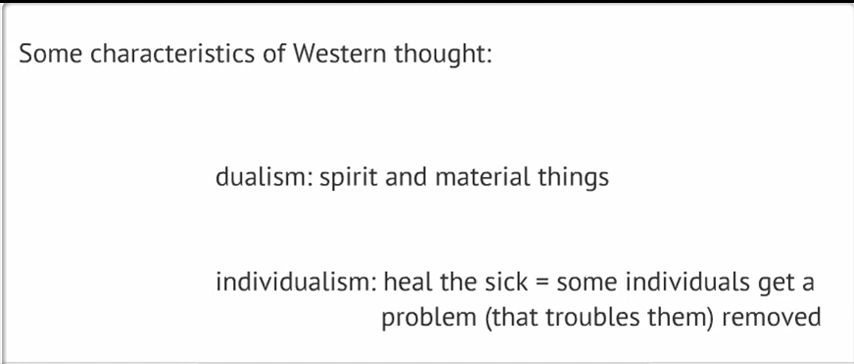 Some characteristics of Western thought:
dualism: spirit and material things
individualism: heal the sick = some individuals get a
problem (that troubles them) removed